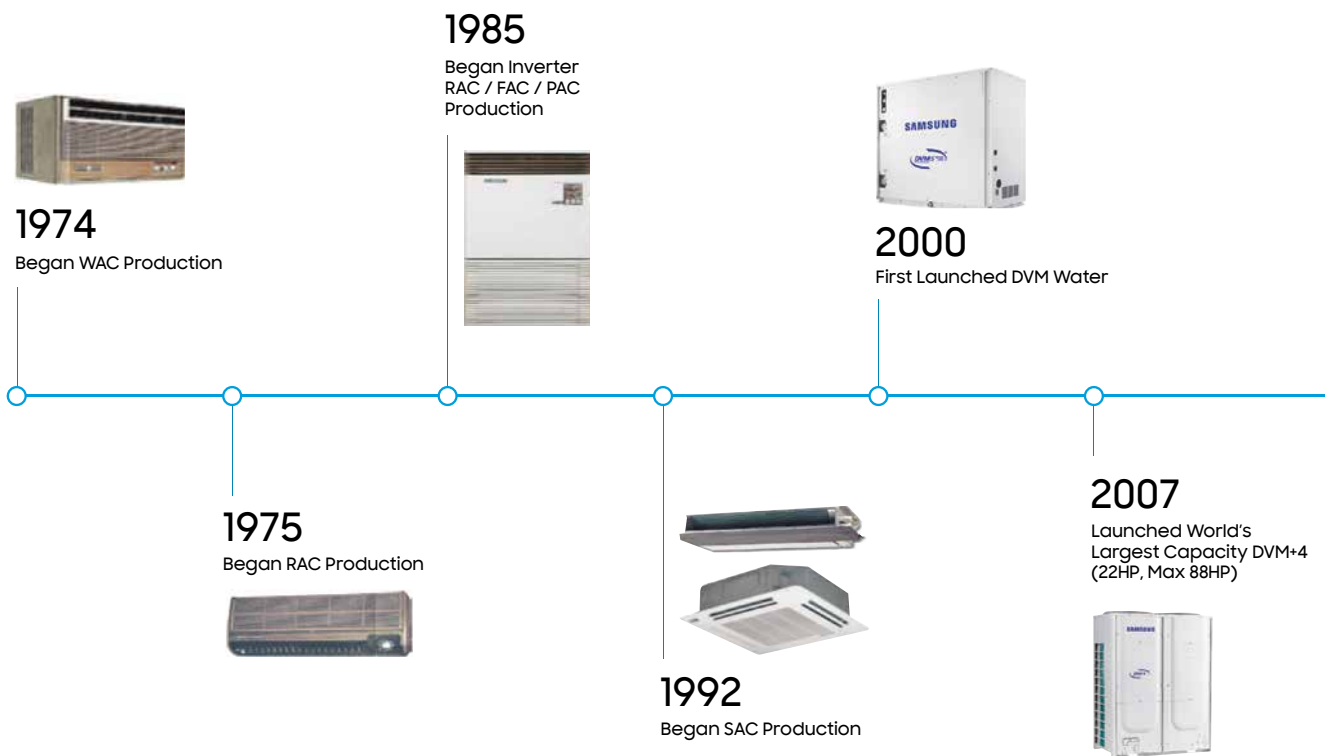 1974
Began WAC Production
1975
Began RAC Production
1985
Began Inverter
RAC / FAC / PAC
Production
1992
Began SAC Production
SAMSUNG
2000
First Launched DVM Water
2007
Launched World's
Largest Capacity DVM+4
(22HP, Max 88HP)
SAMSUNG